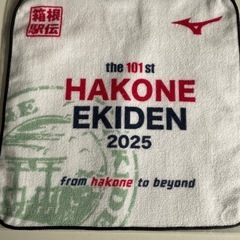 箱根
駅伝
the 101st
HAKONE
EKIDEN
2025
from hakone to beyond